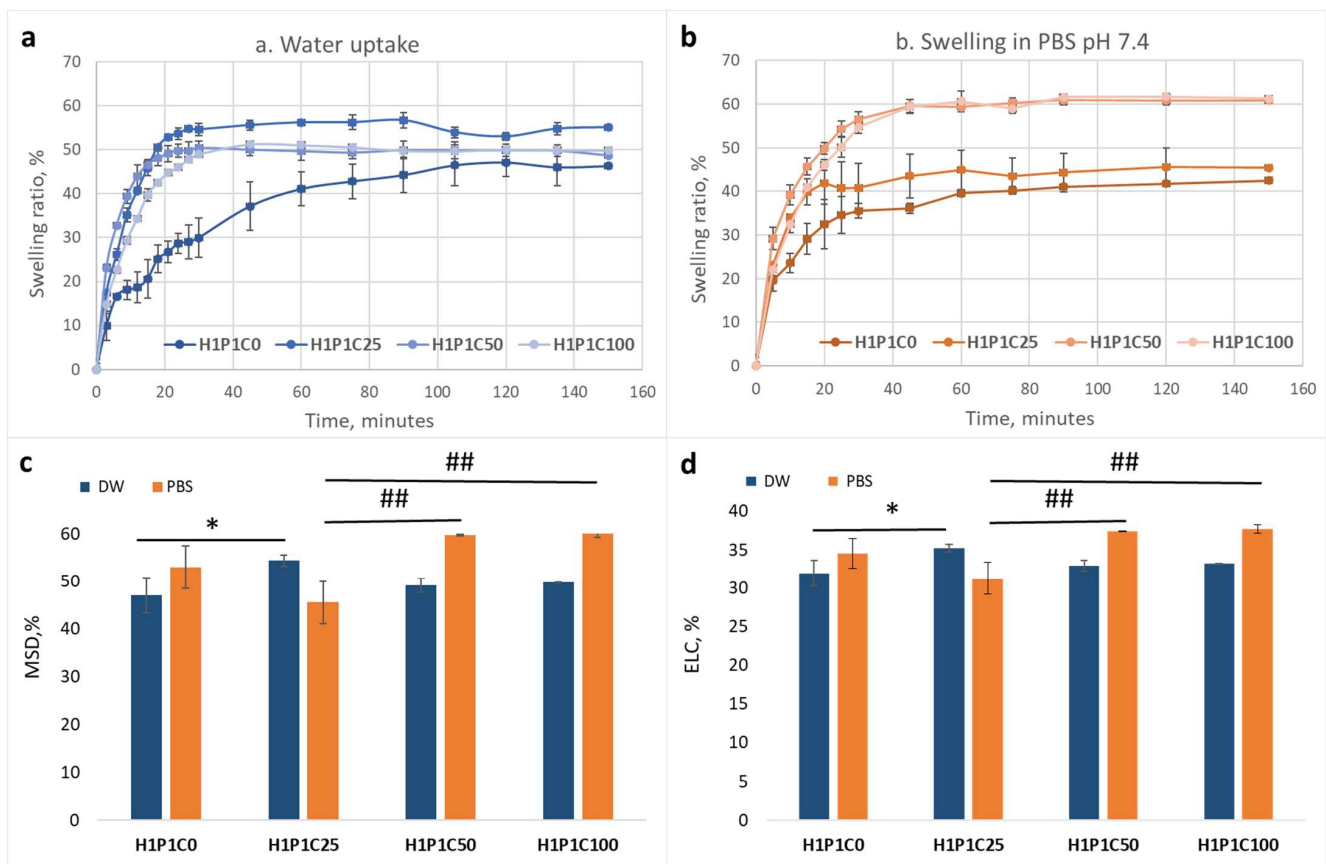 a
a. Water uptake
70
60
50
40
30
20
10
0
Swelling ratio, %
H1P1C0 H1P1C25 H1P1C50 H1P1C100
0 20 40 60 80 100 120 140 160
Time, minutes
b
b. Swelling in PBS pH 7.4
70
60
50
40
30
20
10
0
Swelling ratio, %
H1P1C0 H1P1C25 H1P1C50 H1P1C100
0 20 40 60 80 100 120 140 160
Time, minutes
c
##
DW PBS
##
*
60
50
40
30
20
10
0
MSD,%
H1P1C0 H1P1C25 H1P1C50 H1P1C100
d
##
DW PBS
##
*
40
35
30
25
20
15
10
5
0
ELC, %
H1P1C0 H1P1C25 H1P1C50 H1P1C100